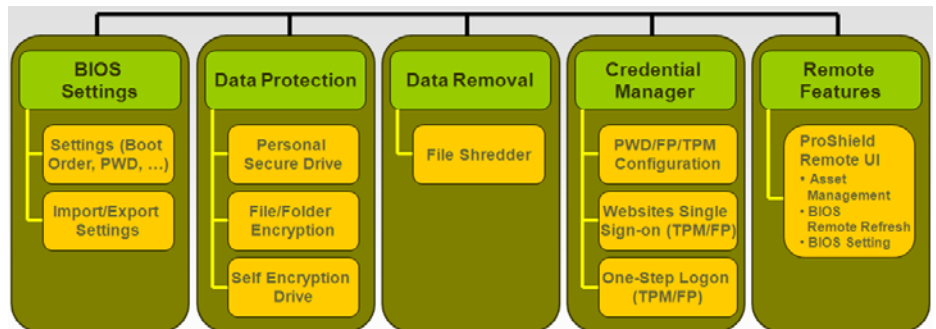 BIOS
Settings
Settings (Boot
Order, PWD, ...)
Import/Export
Settings
Data Protection
Personal
Secure Drive
File/Folder
Encryption
Self Encryption
Drive
Data Removal
File Shredder
Credential
Manager
PWD/FP/TPM
Configuration
Websites Single
Sign-on (TPM/FP)
One-Step Logon
(TPM/FP)
Remote
Features
ProShield
Remote UI
• Asset
Management
• BIOS
Remote Refresh
• BIOS Setting